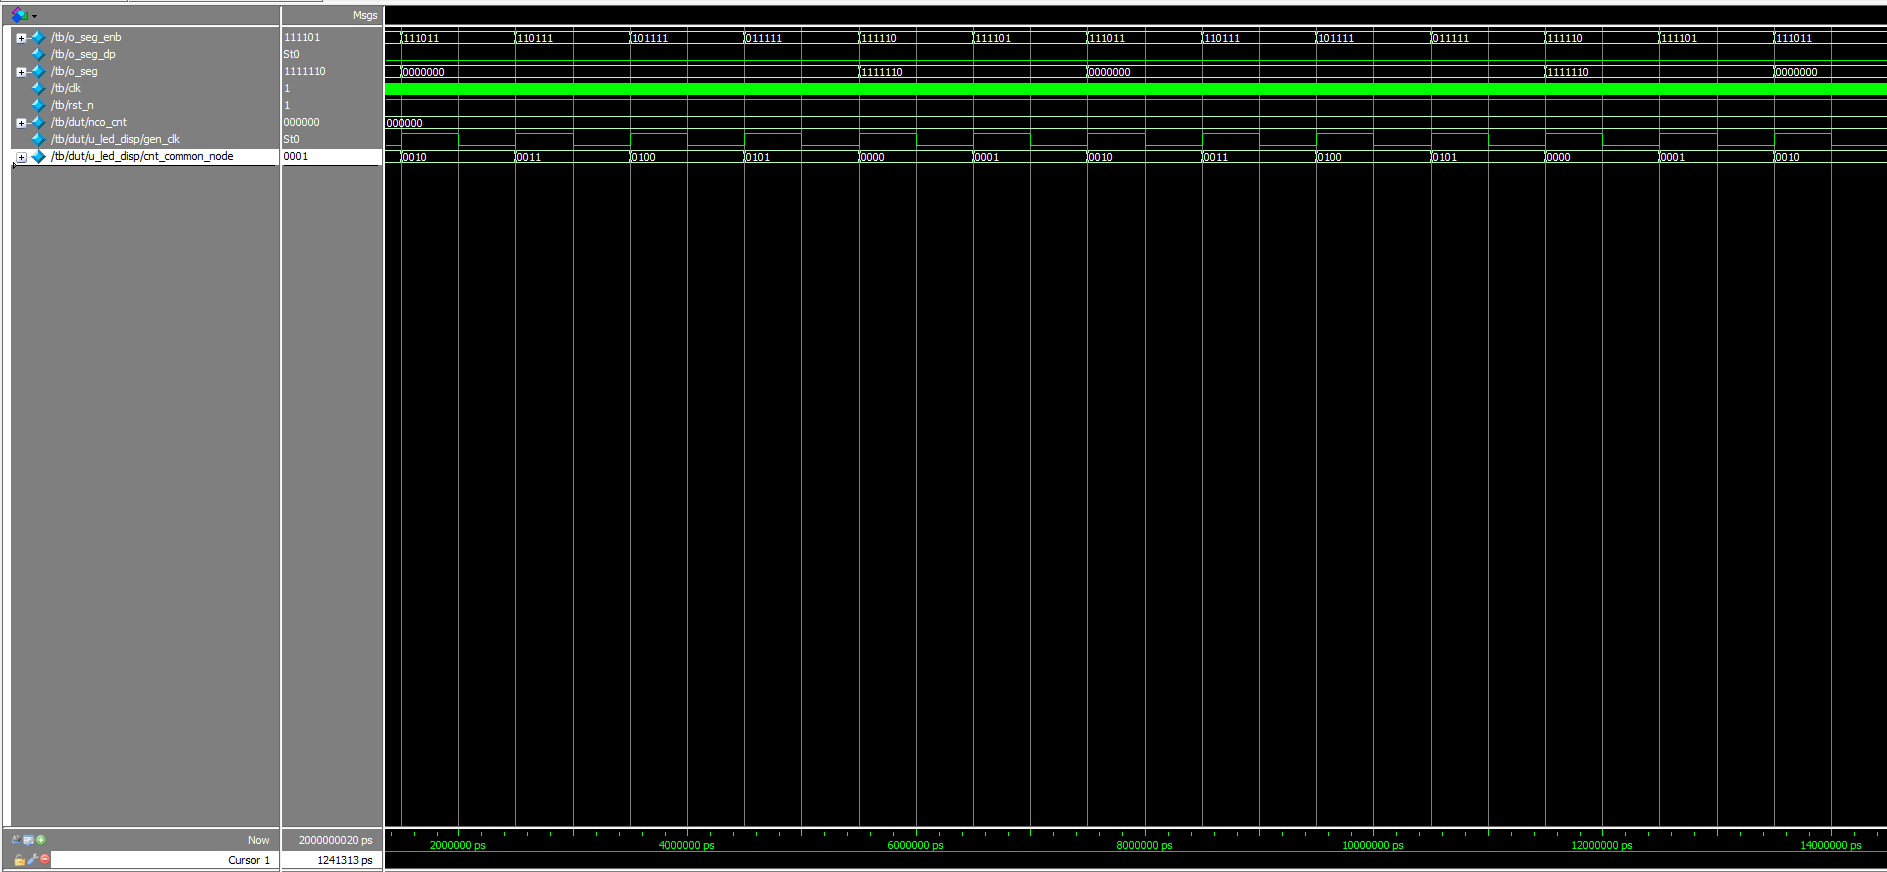 Msgs
/tb/o_seg_enb 111101 111011 110111 101111 011111 111110 111101 111011 110111 101111 011111 111110 111101 111011
/tb/o_seg_dp St0
/tb/o_seg 1111110 0000000 1111110 0000000 1111110 0000000
/tb/clk 1
/tb/rst_n 1
/tb/dut/nco_cnt 000000 000000
/tb/dut/u_led_disp/gen_clk St0
/tb/dut/u_led_disp/cnt_common_node 0001 0010 0011 0100 0101 0000 0001 0010 0011 0100 0101 0000 0001 0010
Now 2000000020 ps 2000000 ps 4000000 ps 6000000 ps 8000000 ps 10000000 ps 12000000 ps 14000000 ps
Cursor 1 1241313 ps